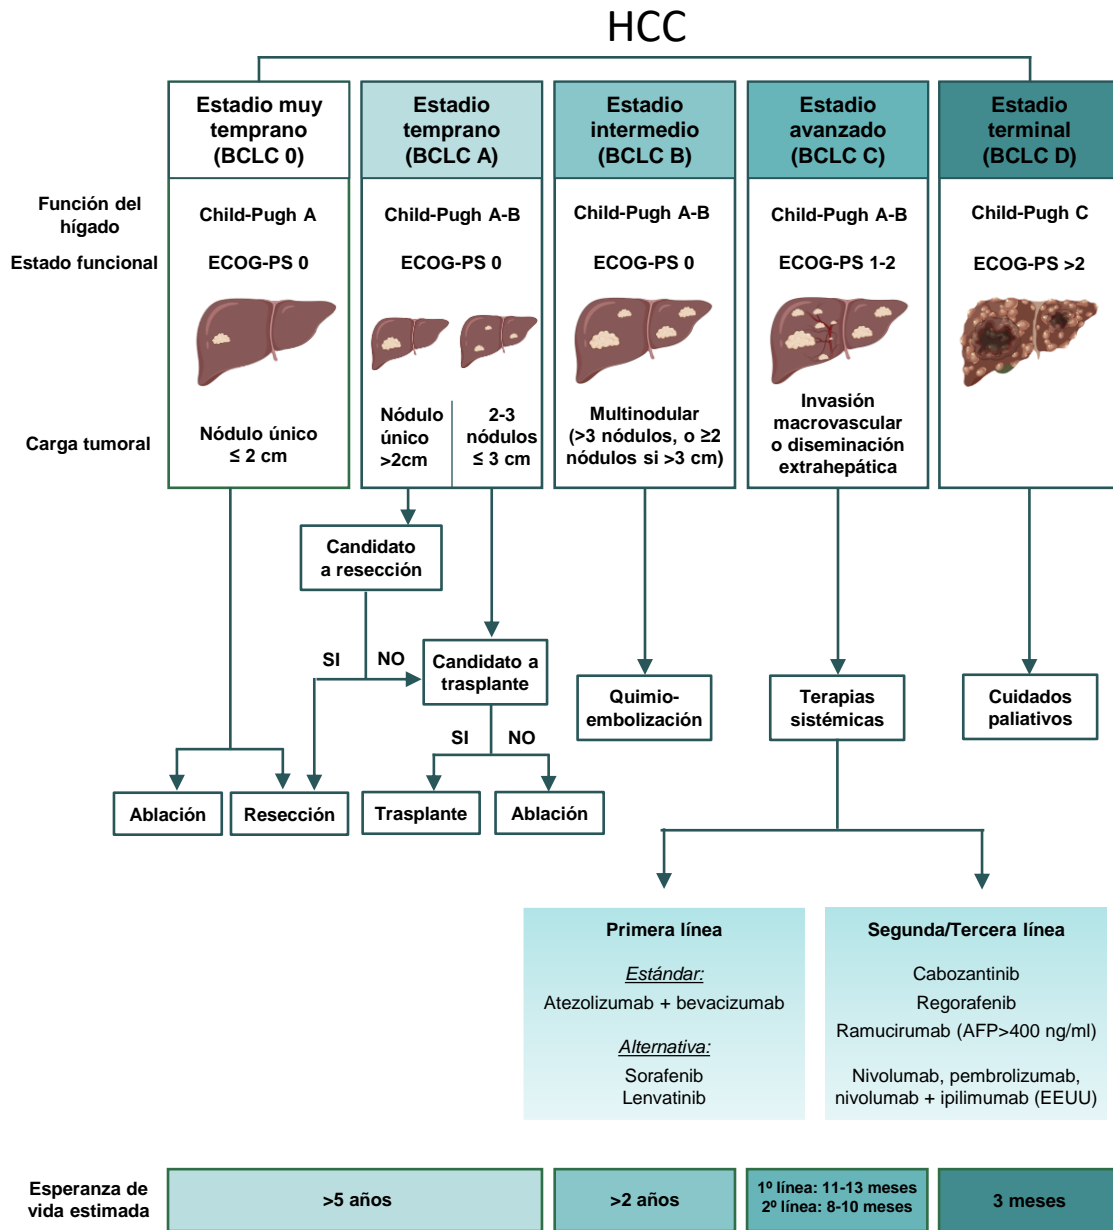 HCC
Estadio muy
temprano
(BCLC 0)
Estadio
temprano
(BCLC A)
Estadio
intermedio
(BCLC B)
Estadio
avanzado
(BCLC C)
Estadio
terminal
(BCLC D)
Función del
hígado
Child-Pugh A
Child-Pugh A-B
Child-Pugh A-B
Child-Pugh A-B
Child-Pugh C
Estado funcional
ECOG-PS 0
ECOG-PS 0
ECOG-PS 0
ECOG-PS 1-2
ECOG-PS >2
Carga tumoral
Nódulo único
≤ 2 cm
Nódulo
único
>2cm
2-3
nódulos
≤ 3 cm
Multinodular
(>3 nódulos, o ≥2
nódulos si >3 cm)
Invasión
macrovascular
o diseminación
extrahepática
Candidato
a resección
SI
NO
Candidato a
trasplante
Quimio-
embolización
Terapias
sistémicas
Cuidados
paliativos
SI
NO
Ablación
Resección
Trasplante
Ablación
Primera línea
Estándar:
Atezolizumab + bevacizumab
Alternativa:
Sorafenib
Lenvatinib
Segunda/Tercera línea
Cabozantinib
Regorafenib
Ramucirumab (AFP>400 ng/ml)
Nivolumab, pembrolizumab,
nivolumab + ipilimumab (EEUU)
Esperanza de
vida estimada
>5 años
>2 años
1º línea: 11-13 meses
2º línea: 8-10 meses
3 meses